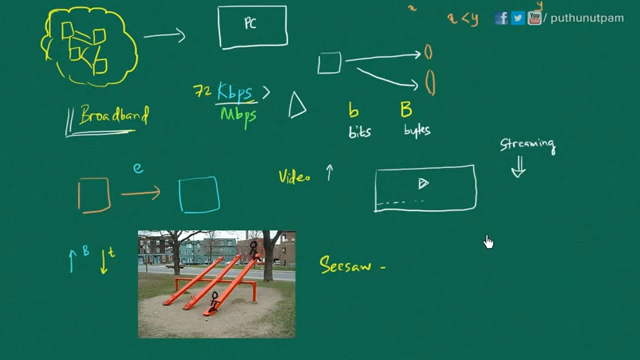 x
y
x < y
/ puthunutpam
PC
72 Kbps >
Mbps
Broadband
b
B
bits
bytes
Streaming
e
Video ↑
↑ B ↓ t
Seesaw -